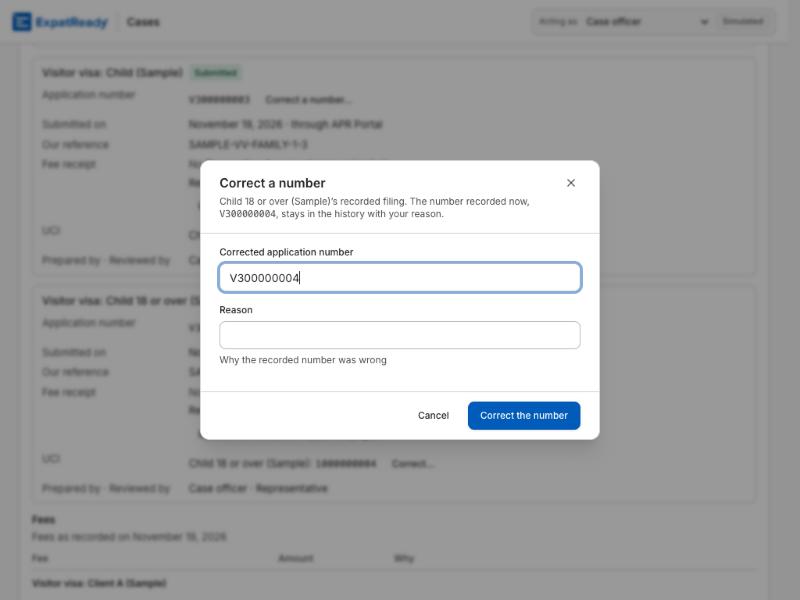 ExpatReady
Cases
Acting as Case officer
Simulated
Visitor visa: Child (Sample) Submitted
Application number V300000003 Correct a number...
Submitted on November 19, 2026 · through APR Portal
Our reference SAMPLE-VV-FAMILY-1-3
Fee receipt
UCI
Prepared by · Reviewed by
Visitor visa: Child 18 or over
Application number
Submitted on
Our reference
Fee receipt
UCI Child 18 or over (Sample): 1000000004 Correct...
Prepared by · Reviewed by Case officer · Representative
Fees
Fees as recorded on November 19, 2026
Fee Amount Why
Visitor visa: Client A (Sample)
Correct a number
Child 18 or over (Sample)’s recorded filing. The number recorded now,
V300000004, stays in the history with your reason.
Corrected application number
V300000004
Reason
Why the recorded number was wrong
Cancel
Correct the number